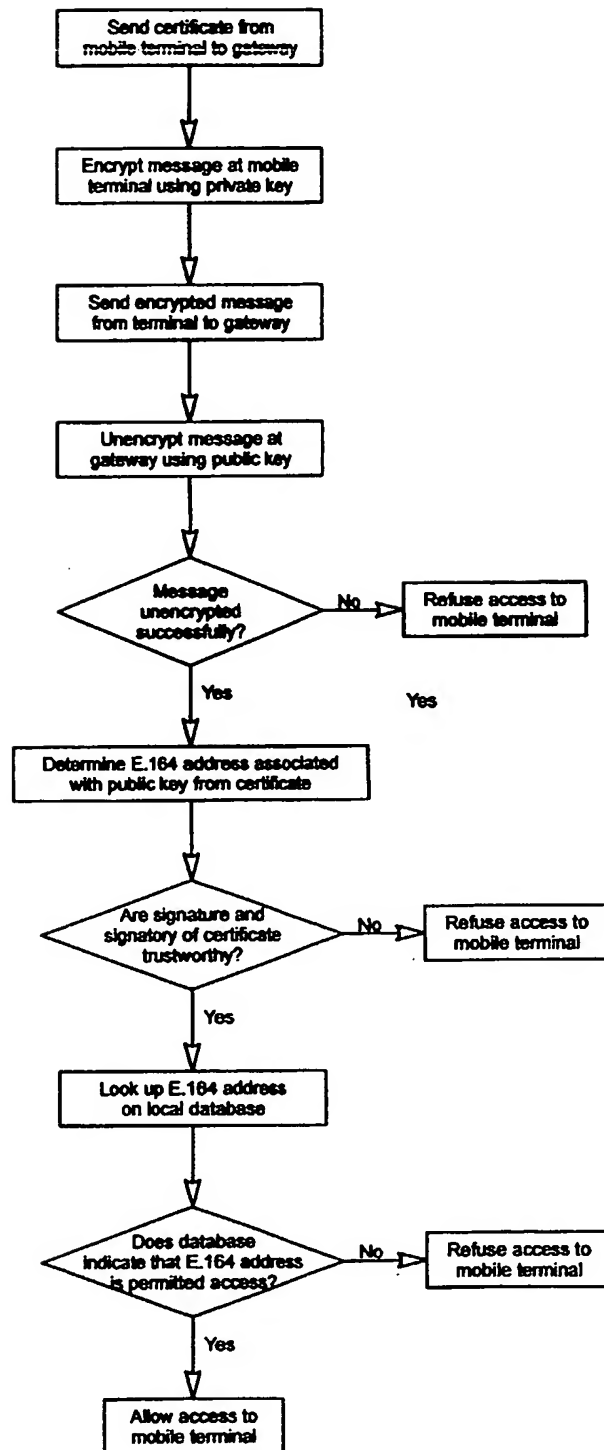 Send certificate from
mobile terminal to gateway
Encrypt message at mobile
terminal using private key
Send encrypted message
from terminal to gateway
Unencrypt message at
gateway using public key
Message
unencrypted
successfully?
No
Refuse access to
mobile terminal
Yes
Yes
Determine E.164 address associated
with public key from certificate
Are signature and
signatory of certificate
trustworthy?
No
Refuse access to
mobile terminal
Yes
Look up E.164 address
on local database
Does database
indicate that E.164 address
is permitted access?
No
Refuse access to
mobile terminal
Yes
Allow access to
mobile terminal